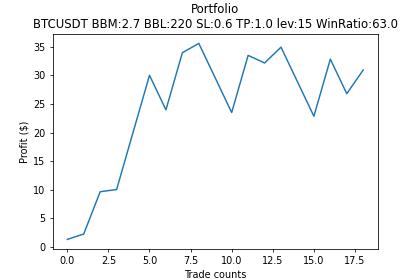 Portfolio
BTCUSDT BBM:2.7 BBL:220 SL:0.6 TP:1.0 lev:15 WinRatio:63.0
35
30
25
20
15
10
5
0
Profit ($)
0.0 2.5 5.0 7.5 10.0 12.5 15.0 17.5
Trade counts